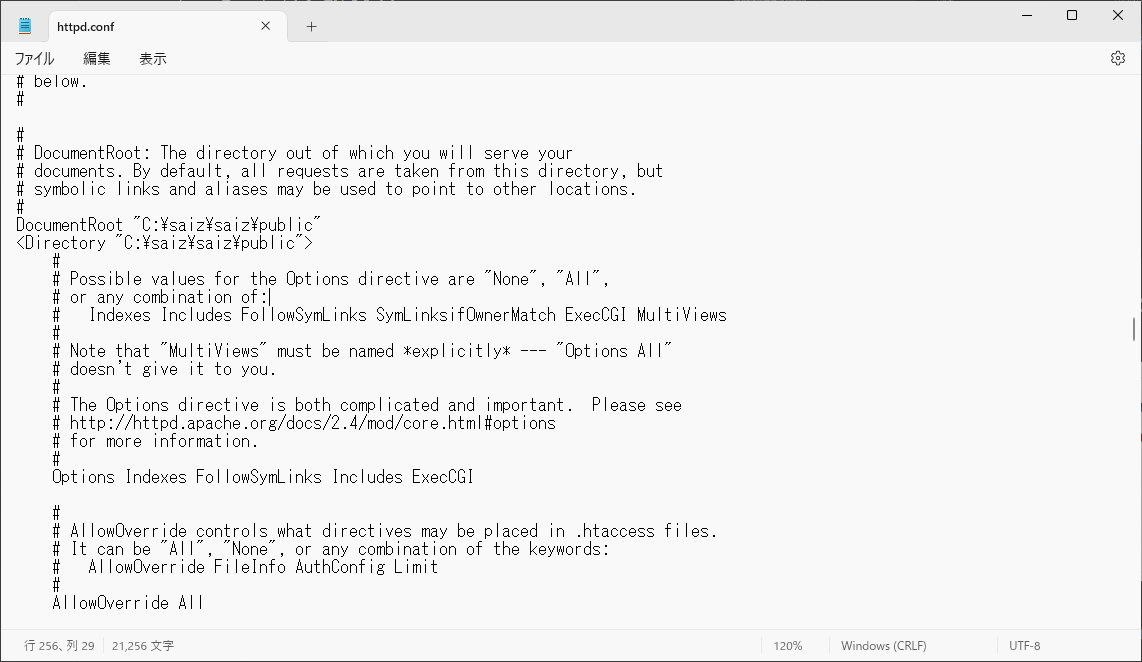 httpd.conf
ファイル 編集 表示
# below.
#
#
# DocumentRoot: The directory out of which you will serve your
# documents. By default, all requests are taken from this directory, but
# symbolic links and aliases may be used to point to other locations.
#
DocumentRoot "C:¥saiz¥saiz¥public"
<Directory "C:¥saiz¥saiz¥public">
#
# Possible values for the Options directive are "None", "All",
# or any combination of:
#   Indexes Includes FollowSymLinks SymLinksifOwnerMatch ExecCGI MultiViews
#
# Note that "MultiViews" must be named *explicitly* --- "Options All"
# doesn't give it to you.
#
# The Options directive is both complicated and important.  Please see
# http://httpd.apache.org/docs/2.4/mod/core.html#options
# for more information.
#
Options Indexes FollowSymLinks Includes ExecCGI
#
# AllowOverride controls what directives may be placed in .htaccess files.
# It can be "All", "None", or any combination of the keywords:
#   AllowOverride FileInfo AuthConfig Limit
#
AllowOverride All
行 256、列 29 21,256 文字 120% Windows (CRLF) UTF-8